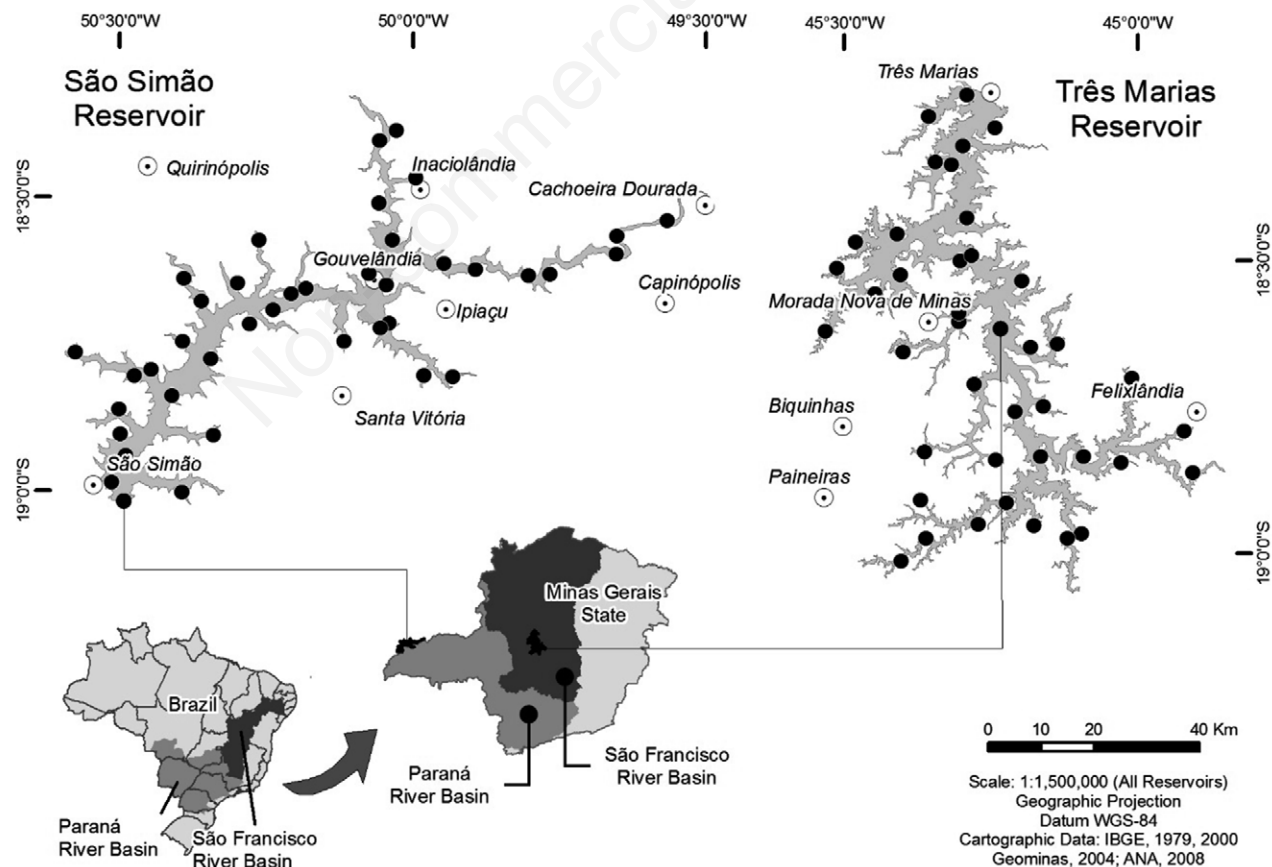 50°30'0"W
50°0'0"W
49°30'0"W
45°30'0"W
45°0'0"W
São Simão
Reservoir
Três Marias
Três Marias
Reservoir
18°30'0"S
Quirinópolis
Inaciolândia
Cachoeira Dourada
Gouvelândia
Ipiaçu
Capinópolis
18°30'0"S
Morada Nova de Minas
Santa Vitória
Biquinhas
Felixlândia
São Simão
19°0'0"S
Paineiras
19°0'0"S
Minas Gerais
State
Brazil
Paraná
River Basin
São Francisco
River Basin
Paraná
River Basin
São Francisco
River Basin
0 10 20 40 Km
Scale: 1:1,500,000 (All Reservoirs)
Geographic Projection
Datum WGS-84
Cartographic Data: IBGE, 1979, 2000
Geominas, 2004; ANA, 2008